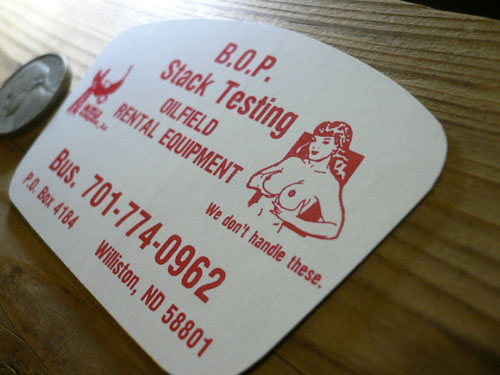 B.O.P.
Stack Testing
OILFIELD
RENTAL EQUIPMENT
We don't handle these.
Bus. 701-774-0962
P.O. Box 4184
Williston, ND 58801